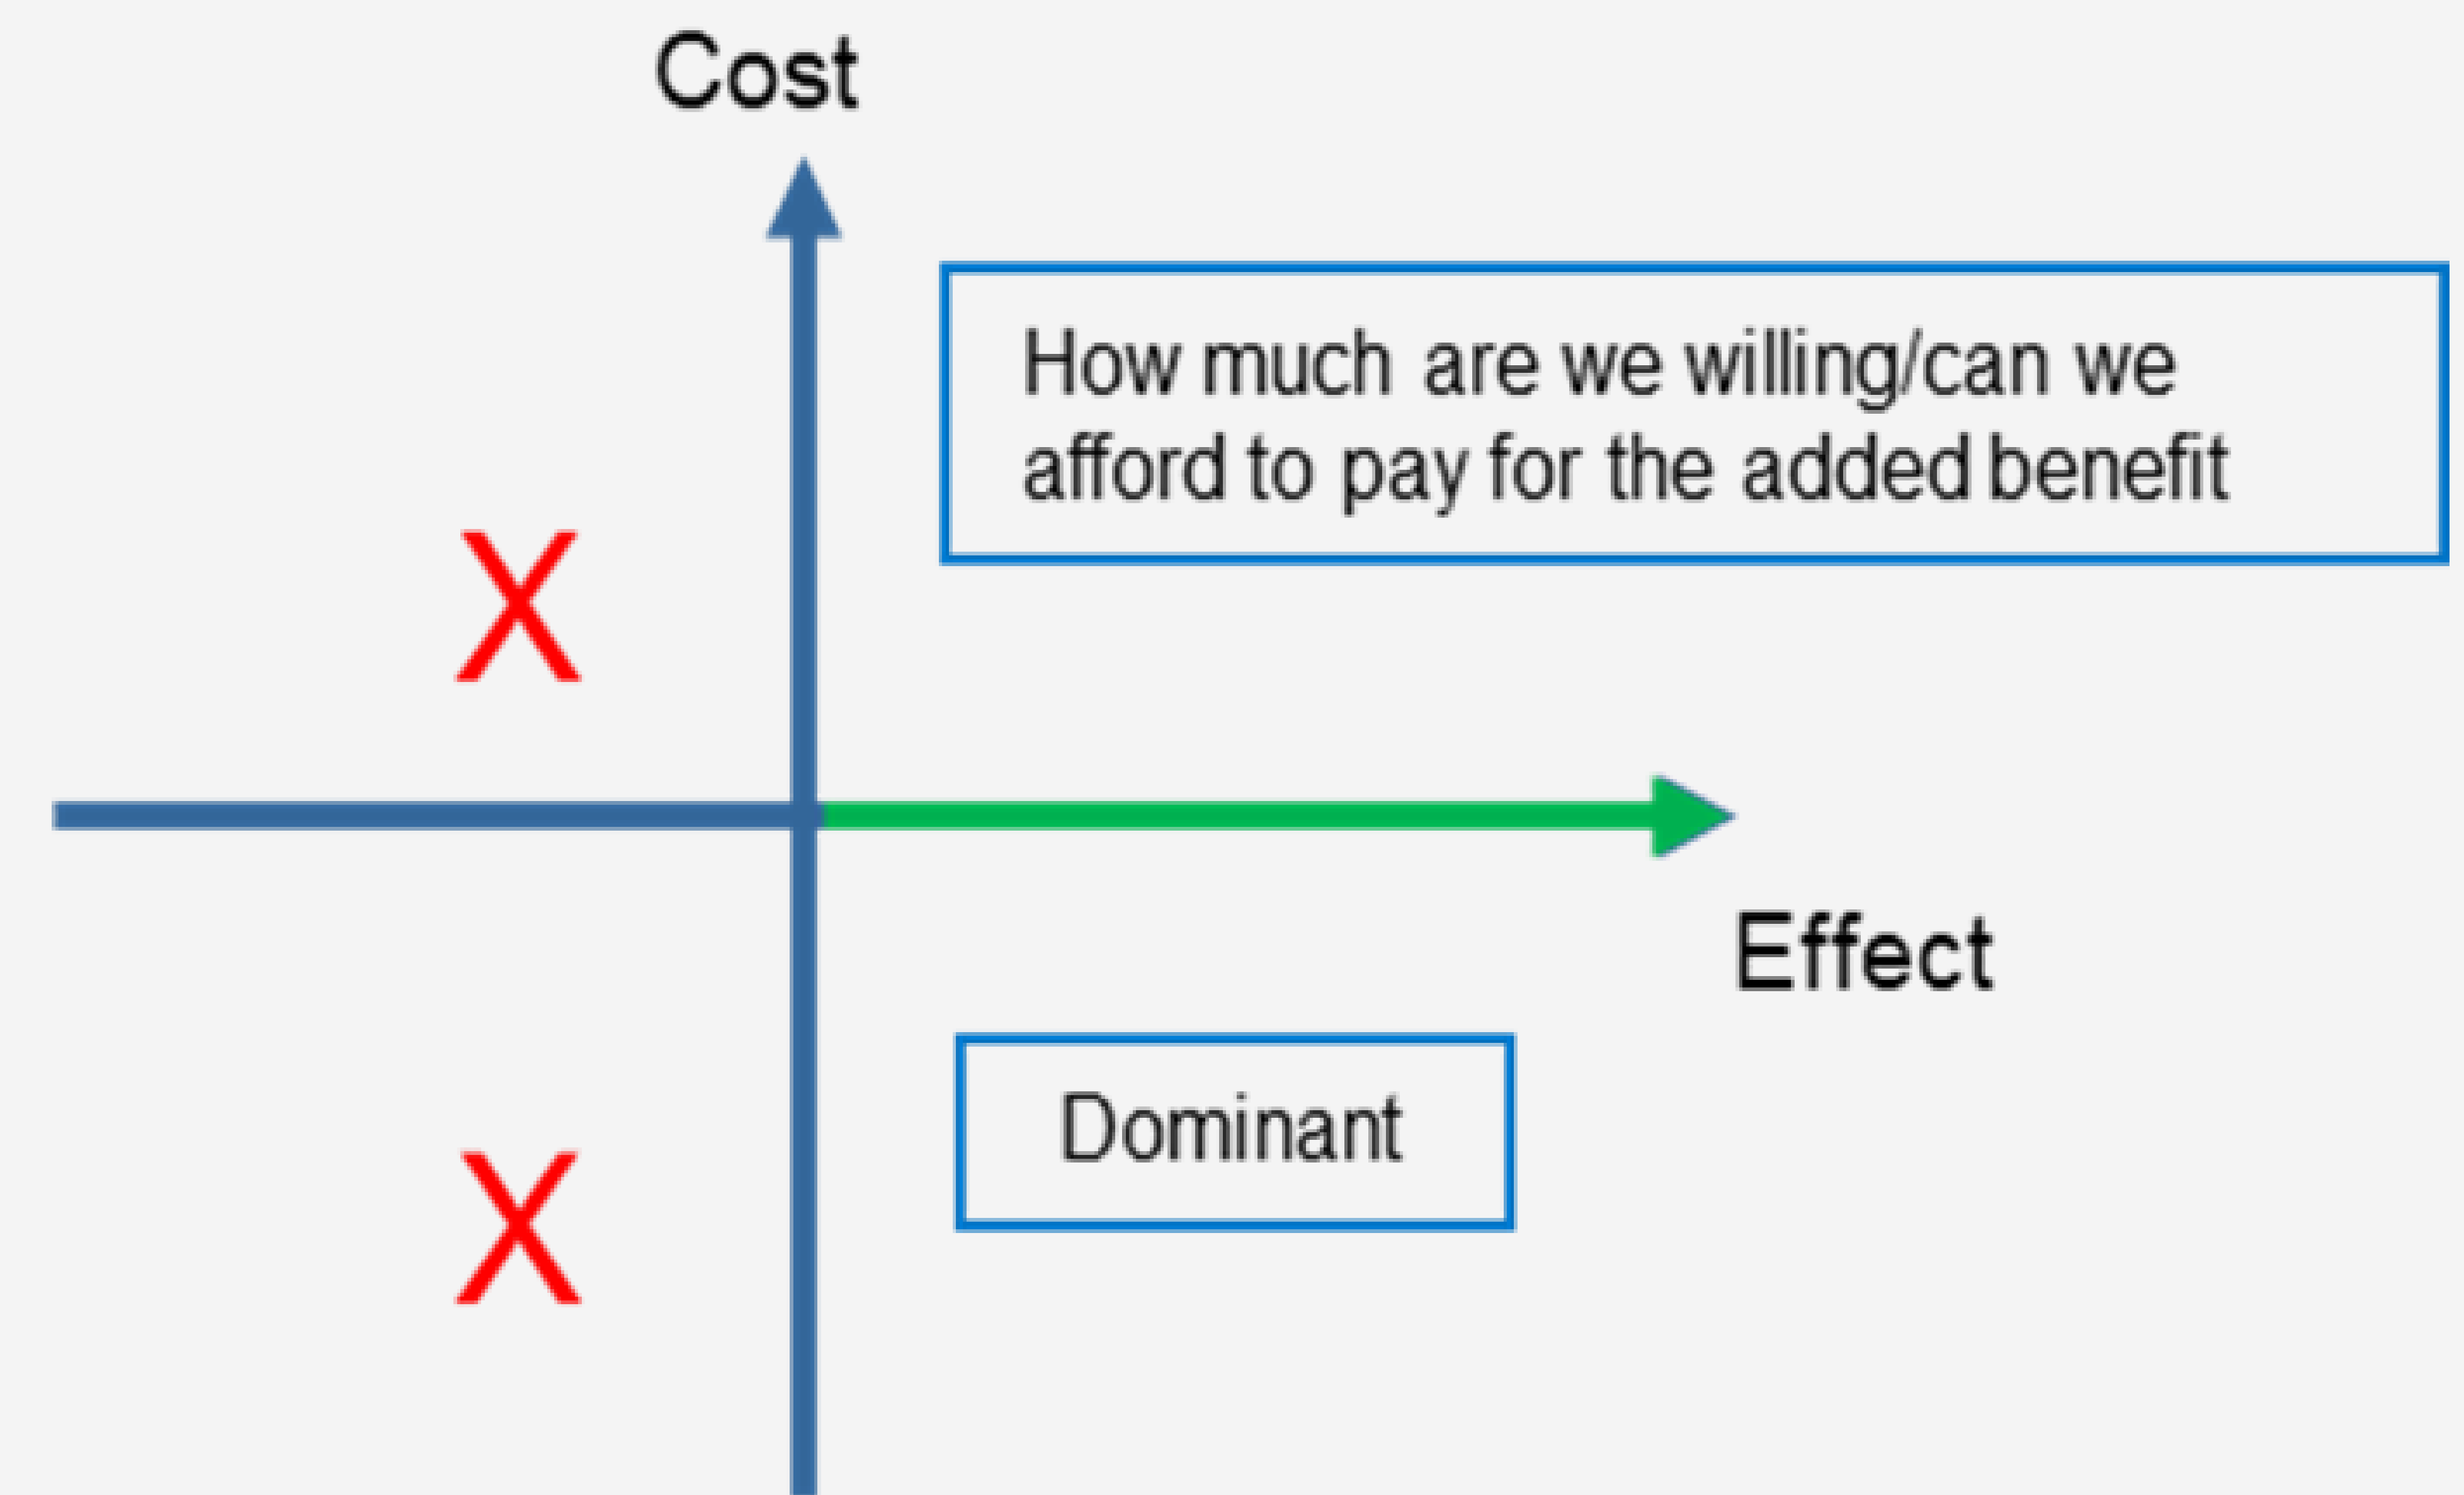 Cost
How much are we willing/can we
afford to pay for the added benefit
X
Effect
Dominant
X